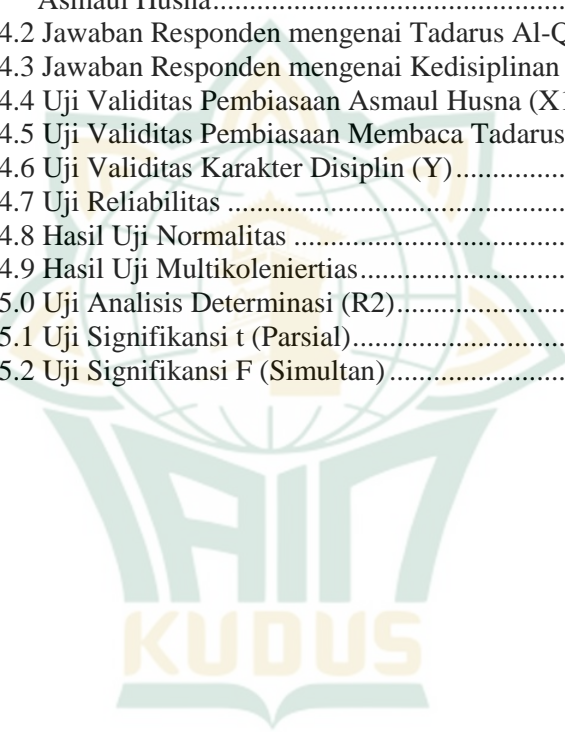 Asmaul Husna
4.2 Jawaban Responden mengenai Tadarus Al-Q
4.3 Jawaban Responden mengenai Kedisiplinan
4.4 Uji Validitas Pembiasaan Asmaul Husna (X1
4.5 Uji Validitas Pembiasaan Membaca Tadarus
4.6 Uji Validitas Karakter Disiplin (Y)..................
4.7 Uji Reliabilitas ........................................................
4.8 Hasil Uji Normalitas .............................................
4.9 Hasil Uji Multikoleniertias..................................
5.0 Uji Analisis Determinasi (R2)............................
5.1 Uji Signifikansi t (Parsial)...................................
5.2 Uji Signifikansi F (Simultan) .............................
IAIN
KUDUS